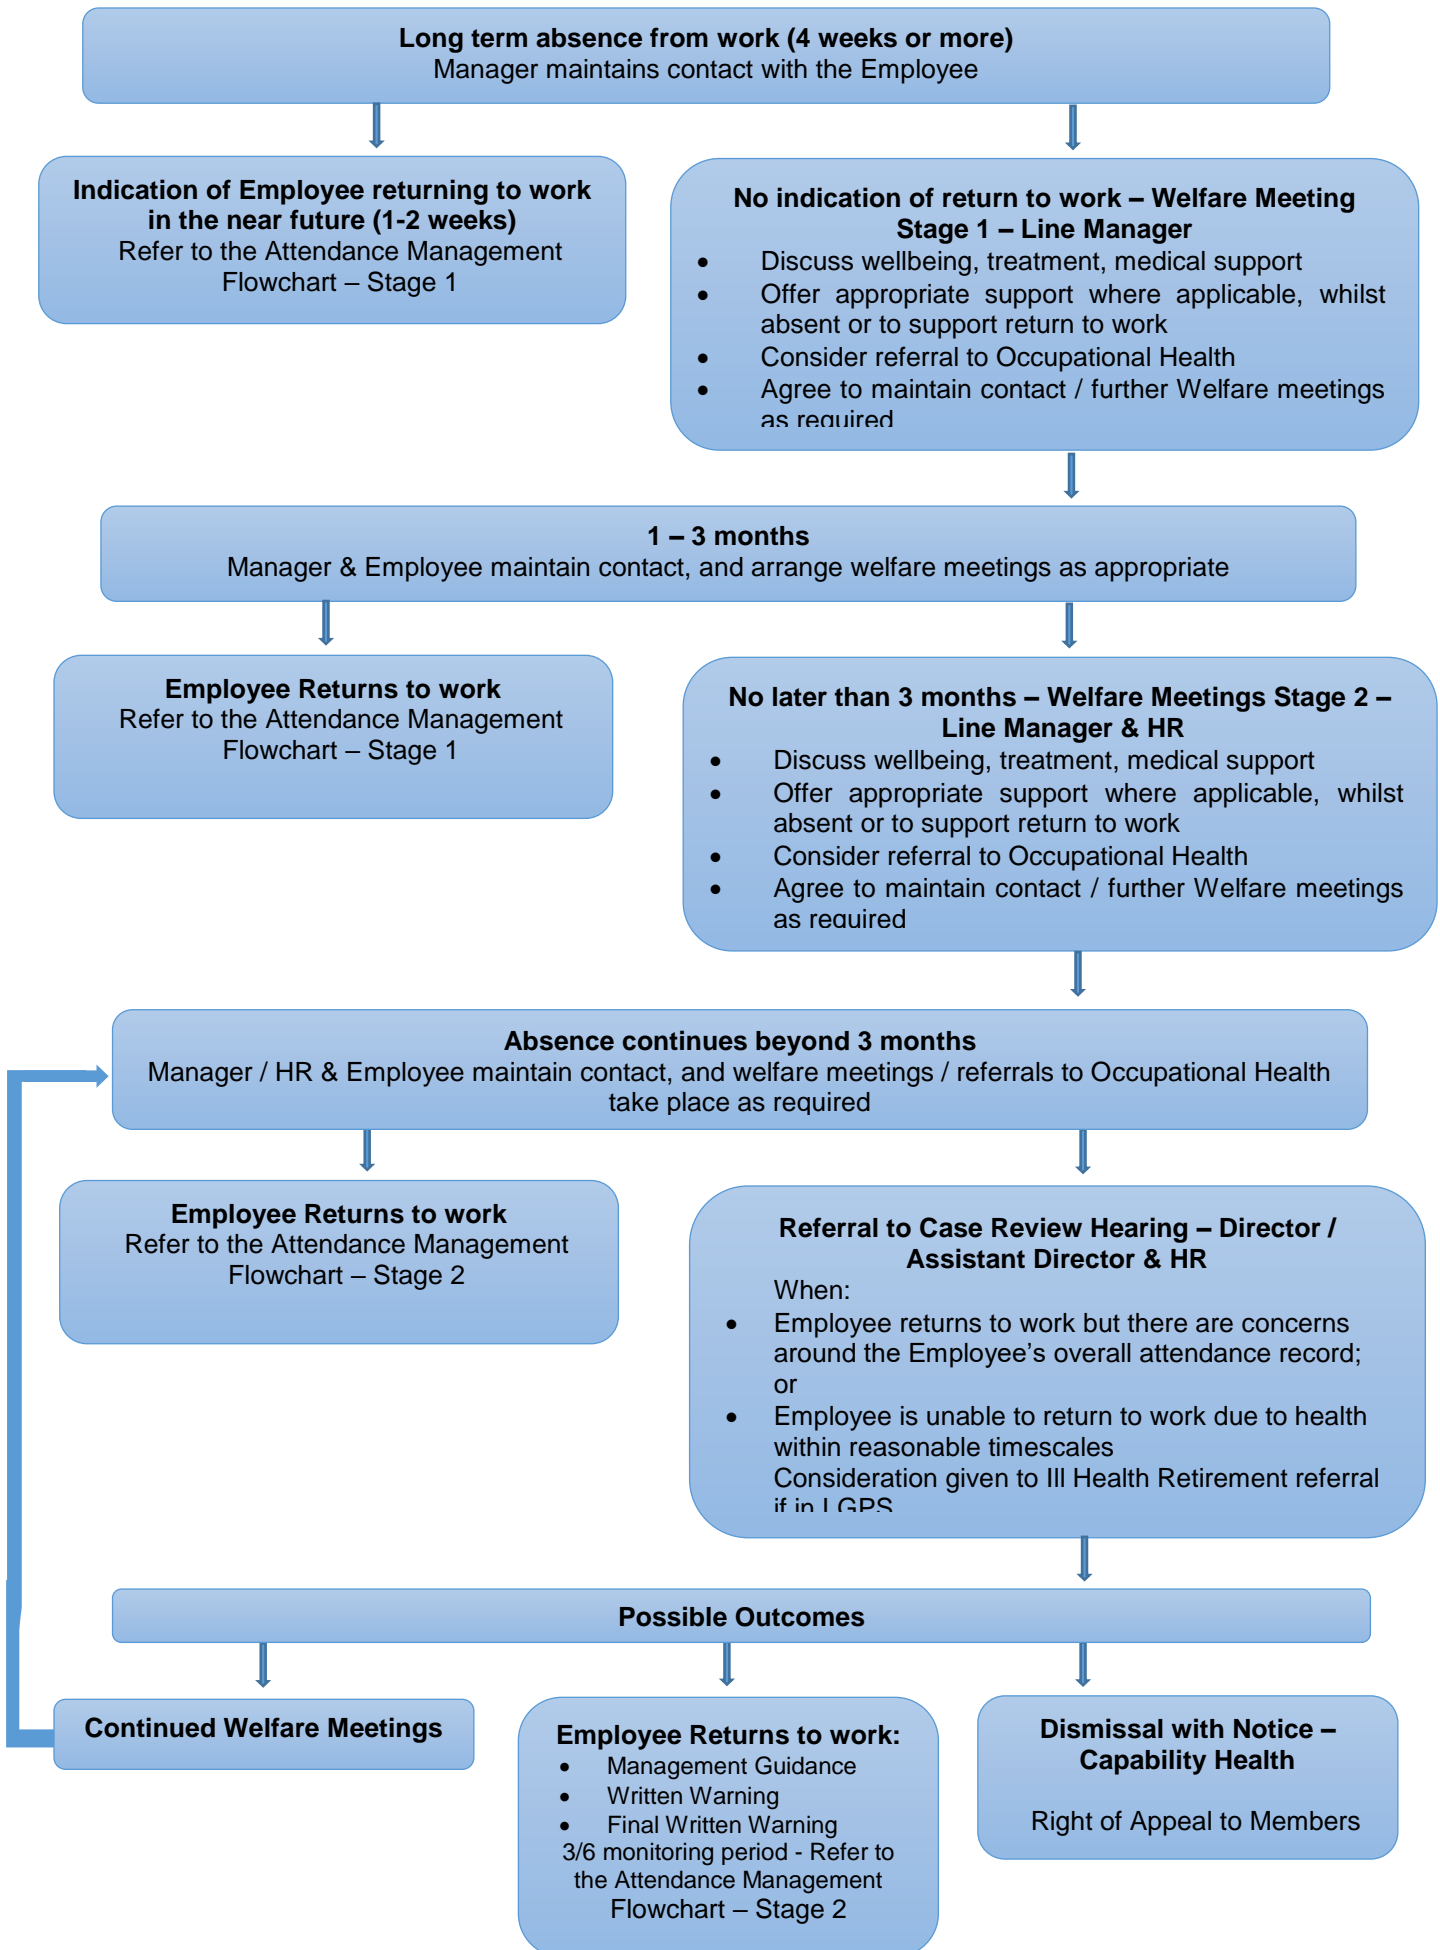 Long term absence from work (4 weeks or more)
Manager maintains contact with the Employee
Indication of Employee returning to work
in the near future (1-2 weeks)
Refer to the Attendance Management
Flowchart – Stage 1
No indication of return to work – Welfare Meeting
Stage 1 – Line Manager
• Discuss wellbeing, treatment, medical support
• Offer appropriate support where applicable, whilst
absent or to support return to work
• Consider referral to Occupational Health
• Agree to maintain contact / further Welfare meetings
as required
1 – 3 months
Manager & Employee maintain contact, and arrange welfare meetings as appropriate
Employee Returns to work
Refer to the Attendance Management
Flowchart – Stage 1
No later than 3 months – Welfare Meetings Stage 2 –
Line Manager & HR
• Discuss wellbeing, treatment, medical support
• Offer appropriate support where applicable, whilst
absent or to support return to work
• Consider referral to Occupational Health
• Agree to maintain contact / further Welfare meetings
as required
Absence continues beyond 3 months
Manager / HR & Employee maintain contact, and welfare meetings / referrals to Occupational Health
take place as required
Employee Returns to work
Refer to the Attendance Management
Flowchart – Stage 2
Referral to Case Review Hearing – Director /
Assistant Director & HR
When:
• Employee returns to work but there are concerns
around the Employee’s overall attendance record;
or
• Employee is unable to return to work due to health
within reasonable timescales
Consideration given to Ill Health Retirement referral
if in LGPS
Possible Outcomes
Continued Welfare Meetings
Employee Returns to work:
• Management Guidance
• Written Warning
• Final Written Warning
3/6 monitoring period - Refer to
the Attendance Management
Flowchart – Stage 2
Dismissal with Notice –
Capability Health
Right of Appeal to Members